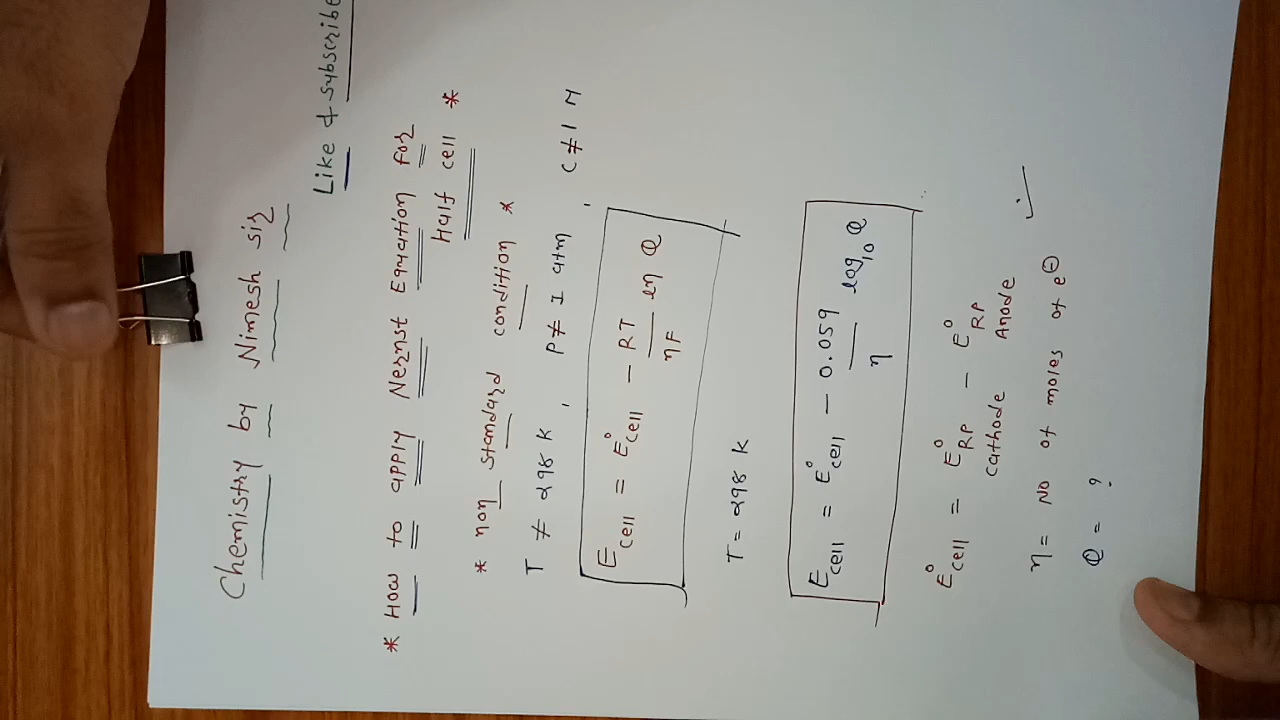 Chemistry by Nimesh sir
Like & subscribe
* How to apply Nernst Equation for
Half cell *
* non standard condition *
T ≠ 298 K , P ≠ 1 atm , C ≠ 1 M
Ecell = E°cell - RT/nF ln Q
T = 298 K
Ecell = E°cell - 0.059/n log10 Q
E°cell = E°RP cathode - E°RP Anode
n = No of moles of e⊖
Q = ?